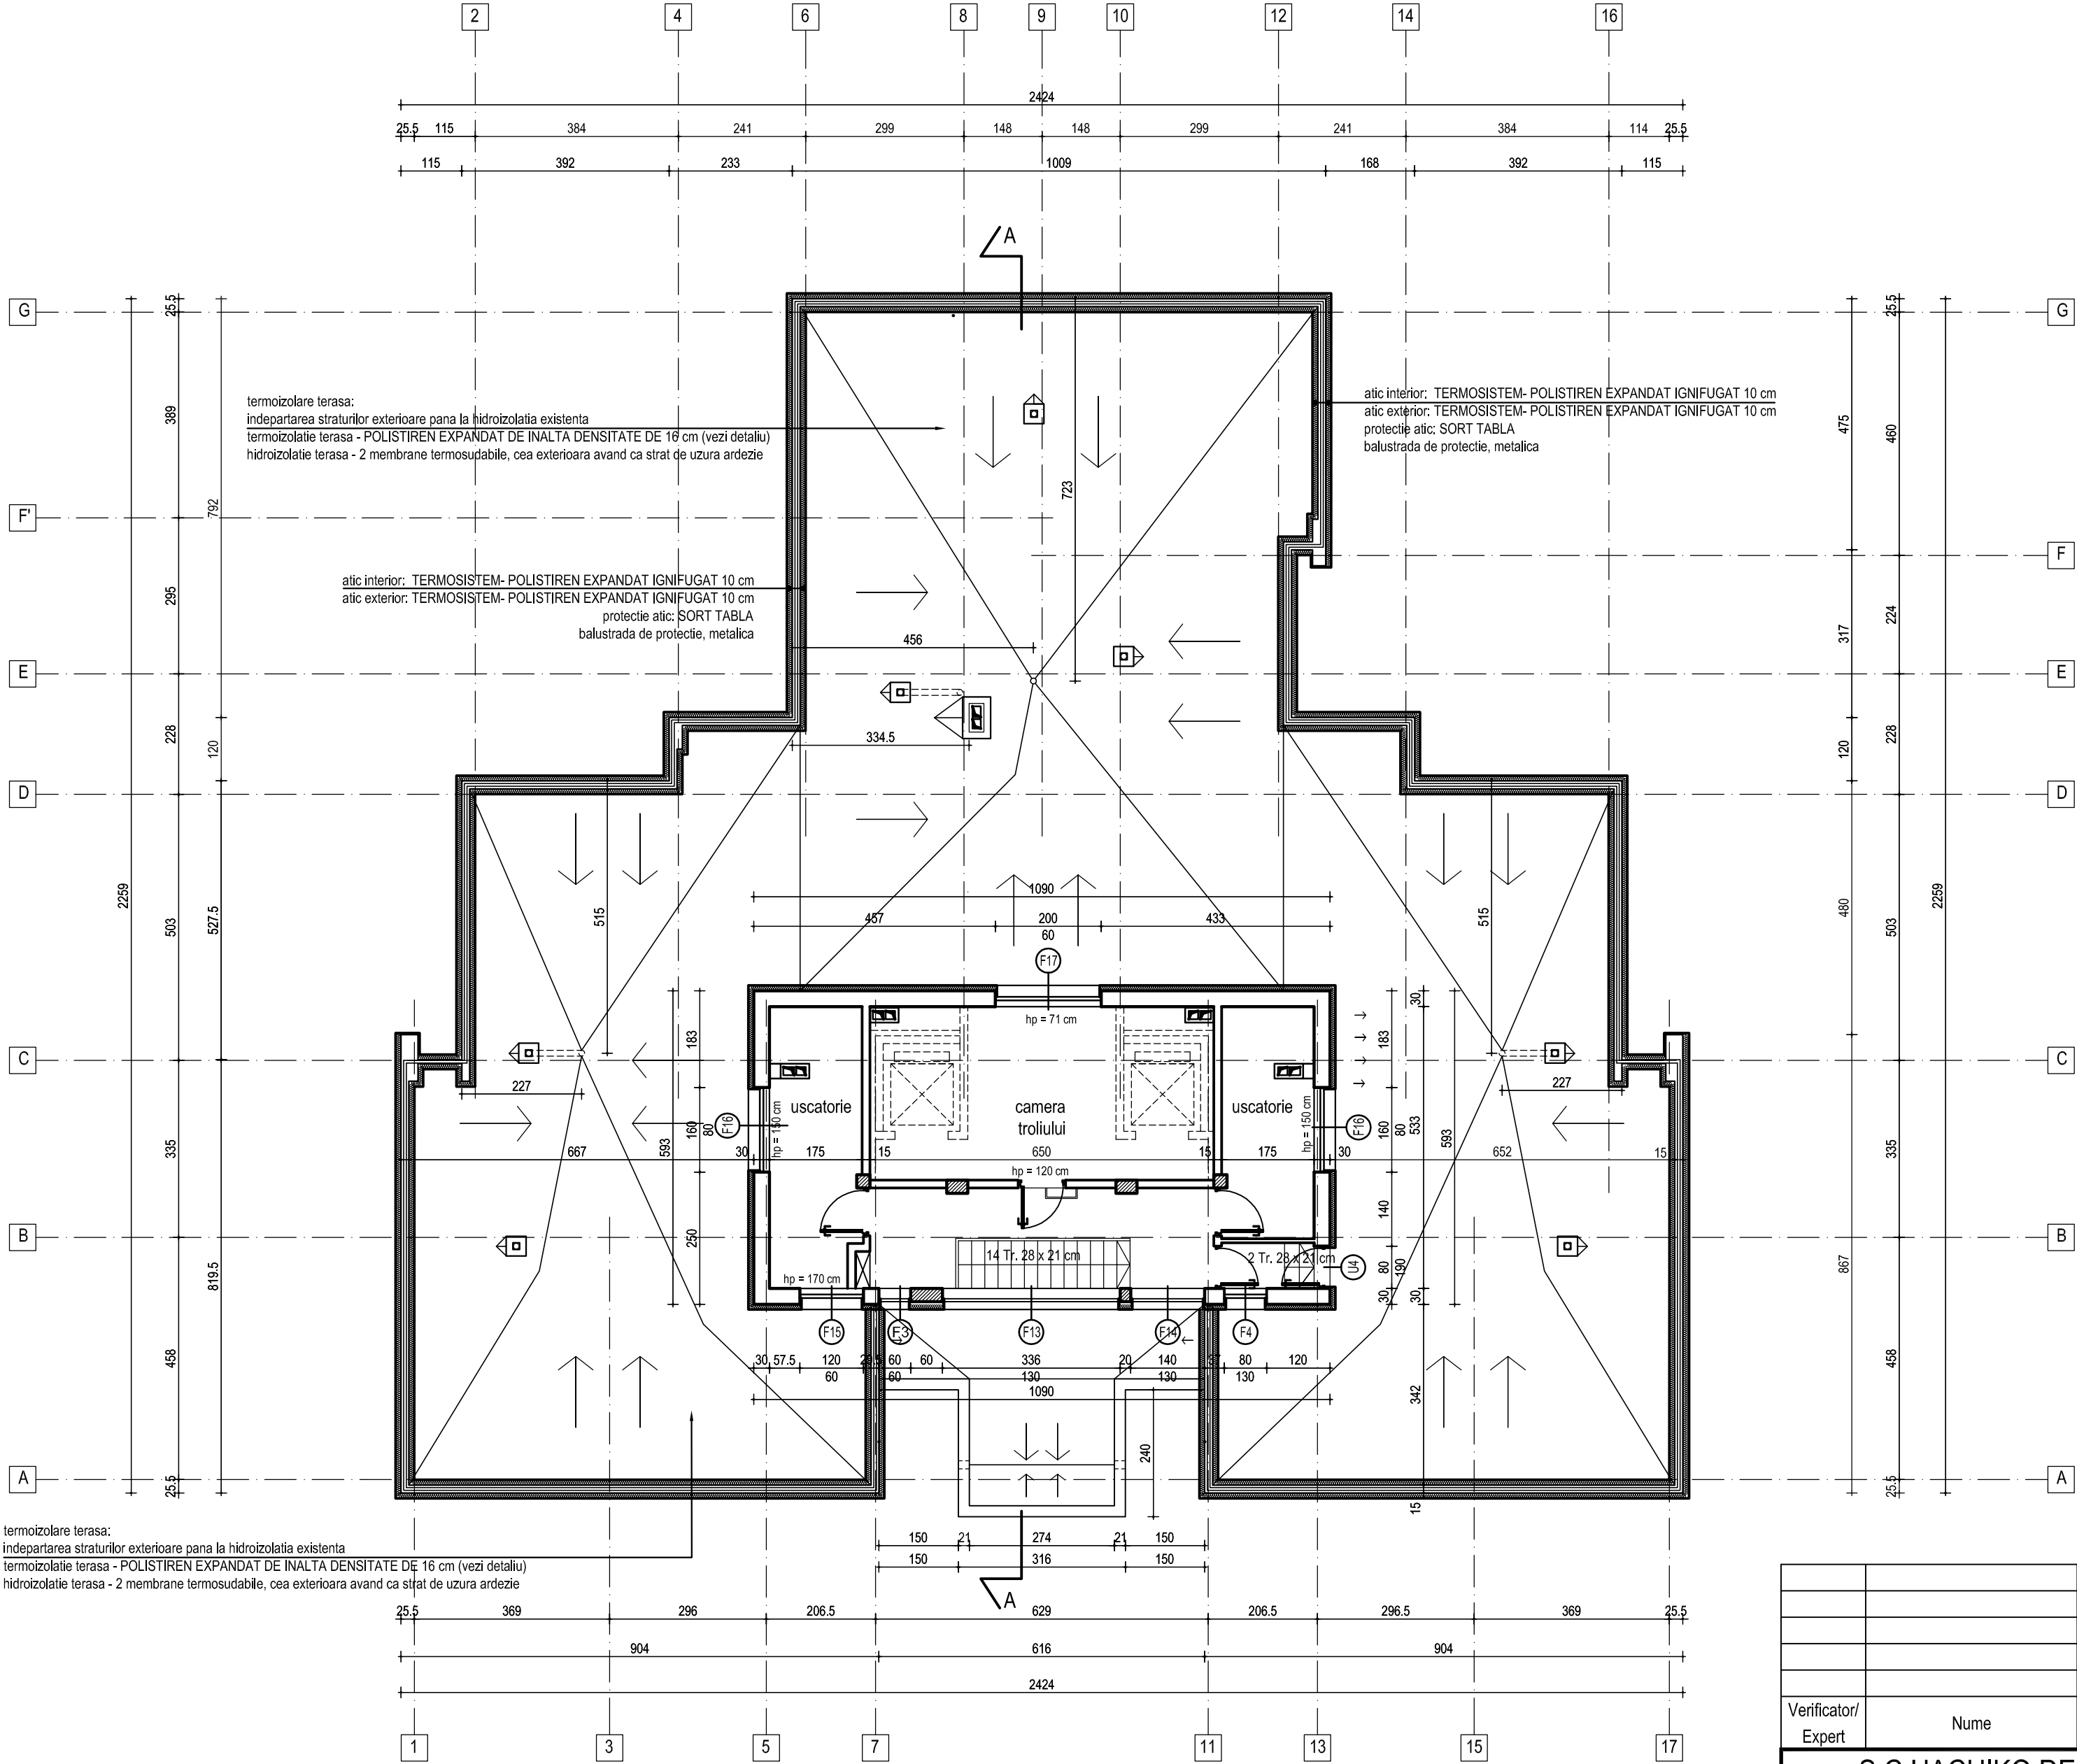 2 4 6 8 9 10 12 14 16
2424
25.5 115 384 241 299 148 148 299 241 384 114 25.5
115 392 233 1009 168 392 115
A
G G
25.5 25.5
389
475
460
termoizolare terasa:
indepartarea straturilor exterioare pana la hidroizolatia existenta
termoizolatie terasa - POLISTIREN EXPANDAT DE INALTA DENSITATE DE 16 cm (vezi detaliu)
hidroizolatie terasa - 2 membrane termosudabile, cea exterioara avand ca strat de uzura ardezie
atic interior: TERMOSISTEM- POLISTIREN EXPANDAT IGNIFUGAT 10 cm
atic exterior: TERMOSISTEM- POLISTIREN EXPANDAT IGNIFUGAT 10 cm
protectie atic: SORT TABLA
balustrada de protectie, metalica
723
792
F'
F
atic interior: TERMOSISTEM- POLISTIREN EXPANDAT IGNIFUGAT 10 cm
atic exterior: TERMOSISTEM- POLISTIREN EXPANDAT IGNIFUGAT 10 cm
protectie atic: SORT TABLA
balustrada de protectie, metalica
295
317
224
456
E E
228
120
334.5
120
228
D D
2259
503
527.5
515
515
480
503
2259
1090
457 200 433
60
F17
hp = 71 cm
183
183
30
C C
227
227
uscatorie
camera
troliului
uscatorie
F16
hp = 150 cm
hp = 150 cm
F16
160
80
593
160
80
533
593
335
335
667 30 175 15 650 15 175 30 652 15
hp = 120 cm
B B
250
140
14 Tr. 28 x 21 cm
2 Tr. 28 x 21 cm
U4
80
190
30
30
hp = 170 cm
819.5
867
F15 F3 F13 F14 F4
30 57.5 120 60 60 336 20 140 80 120
60 60 130 130 130
1090
458
342
458
240
A A
25.5
25.5
15
termoizolare terasa:
indepartarea straturilor exterioare pana la hidroizolatia existenta
termoizolatie terasa - POLISTIREN EXPANDAT DE INALTA DENSITATE DE 16 cm (vezi detaliu)
hidroizolatie terasa - 2 membrane termosudabile, cea exterioara avand ca strat de uzura ardezie
150 21 274 21 150
150 316 150
A
25.5 369 296 206.5 629 206.5 296.5 369 25.5
904 616 904
2424
1 3 5 7 11 13 15 17
Verificator/
Expert
Nume